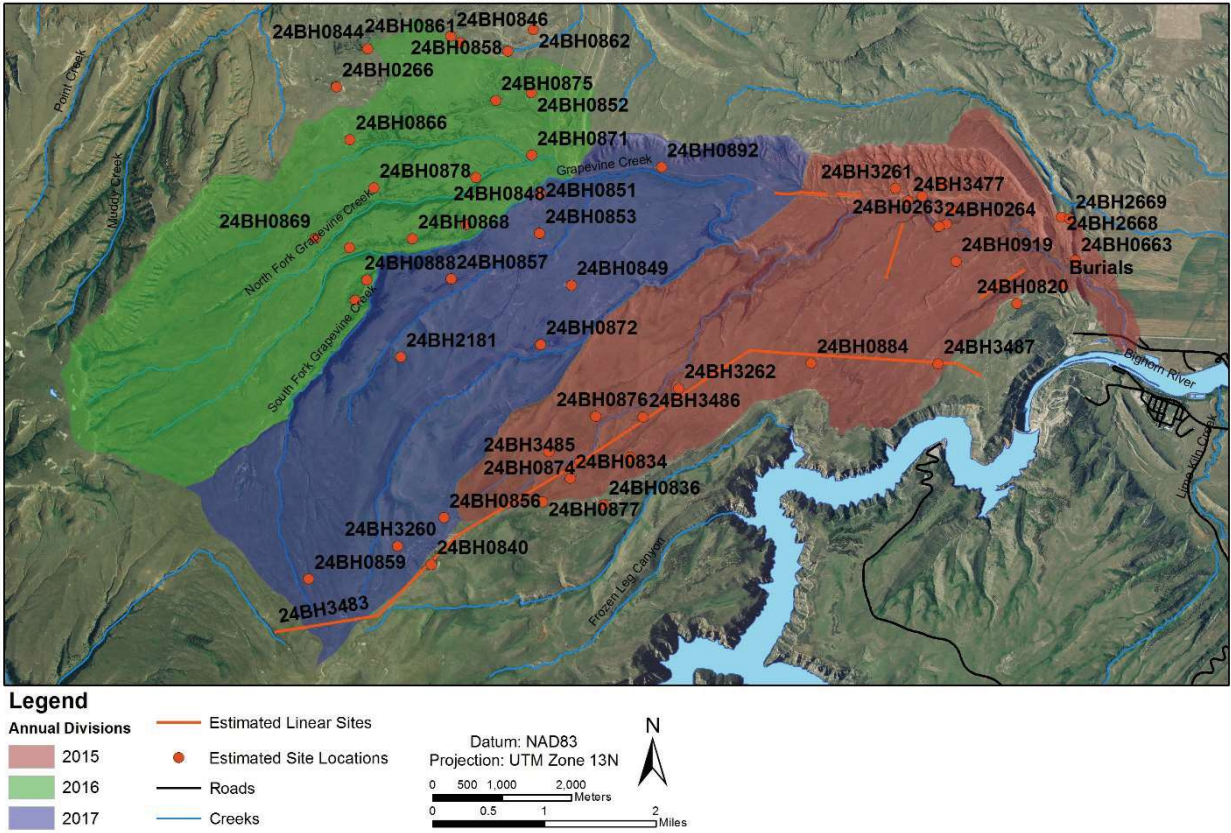 24BH0846
24BH0861
24BH0844
24BH0862
24BH0858
24BH0266
24BH0875
Point Creek
24BH0852
24BH0866
24BH0871
24BH0892
Grapevine Creek
24BH0878
24BH3261
24BH3477
Muddy Creek
24BH0848
24BH0851
24BH0263
24BH0264
24BH2669
24BH2668
24BH0853
24BH0868
24BH0869
North Fork Grapevine Creek
24BH0663
24BH0919
Burials
24BH0888
24BH0857
24BH0849
24BH0820
24BH0872
South Fork Grapevine Creek
24BH2181
24BH0884
24BH3487
Bighorn River
24BH3262
24BH0876
24BH3486
24BH3485
24BH0834
24BH0874
Lime Kiln Creek
24BH0836
24BH0856
24BH0877
24BH3260
24BH0840
24BH0859
Frozen Leg Canyon
24BH3483
Legend
Annual Divisions
2015
2016
2017
Estimated Linear Sites
Estimated Site Locations
Roads
Creeks
Datum: NAD83
Projection: UTM Zone 13N
0 500 1,000 2,000
Meters
0 0.5 1 2
Miles
N